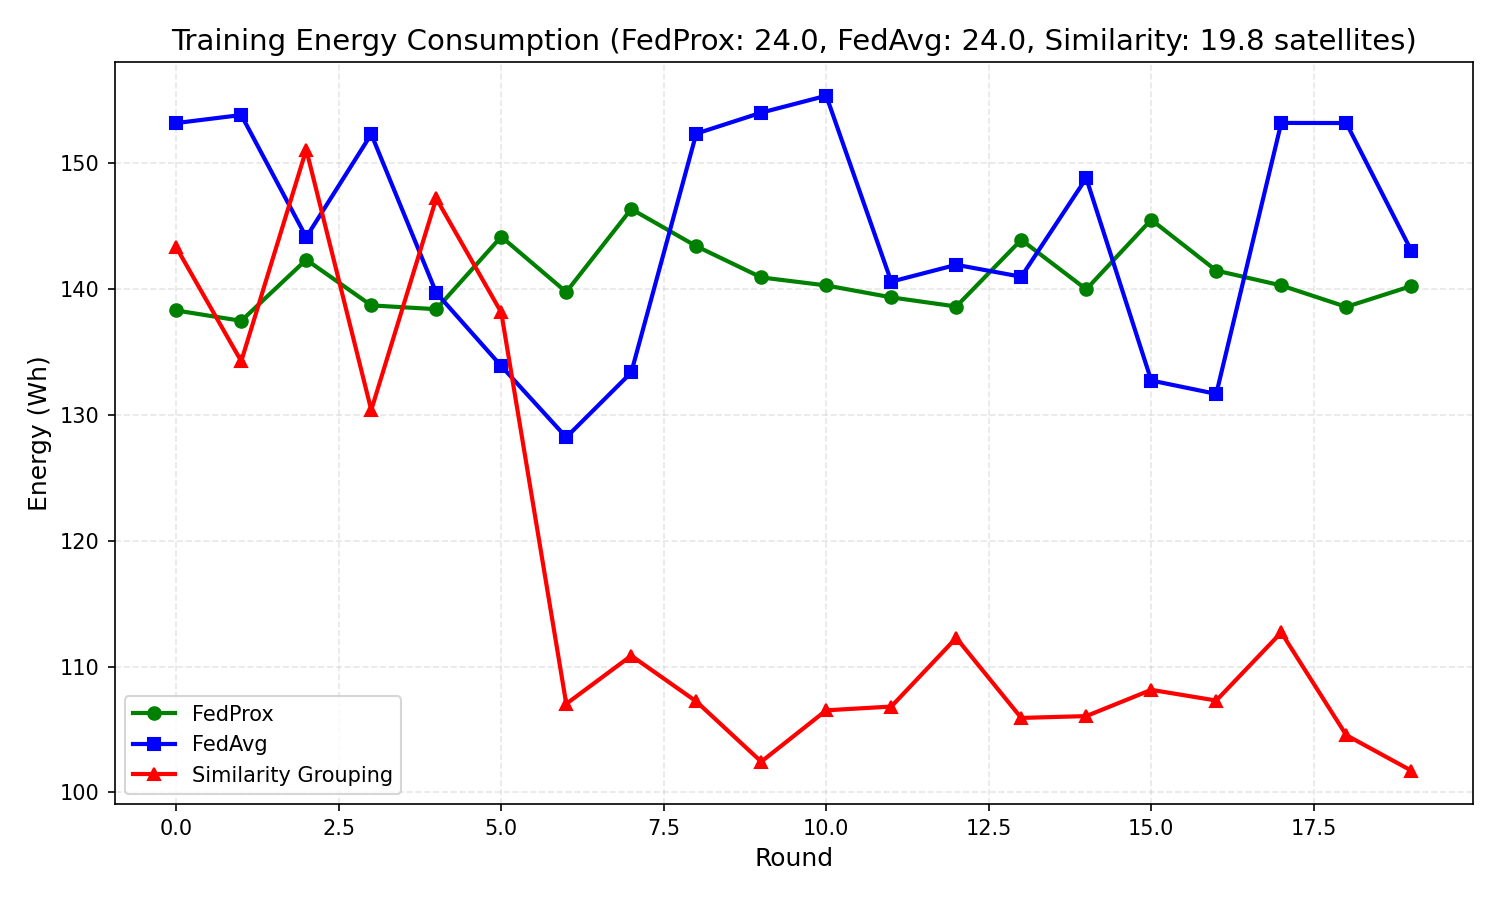 Training Energy Consumption (FedProx: 24.0, FedAvg: 24.0, Similarity: 19.8 satellites)
Energy (Wh)
150
140
130
120
110
100
FedProx
FedAvg
Similarity Grouping
0.0 2.5 5.0 7.5 10.0 12.5 15.0 17.5
Round